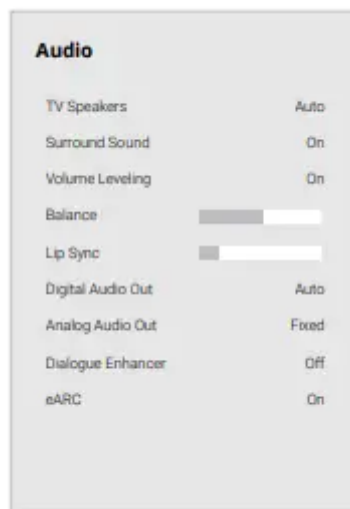 Audio
TV Speakers Auto
Surround Sound On
Volume Leveling On
Balance
Lip Sync
Digital Audio Out Auto
Analog Audio Out Fixed
Dialogue Enhancer Off
eARC On